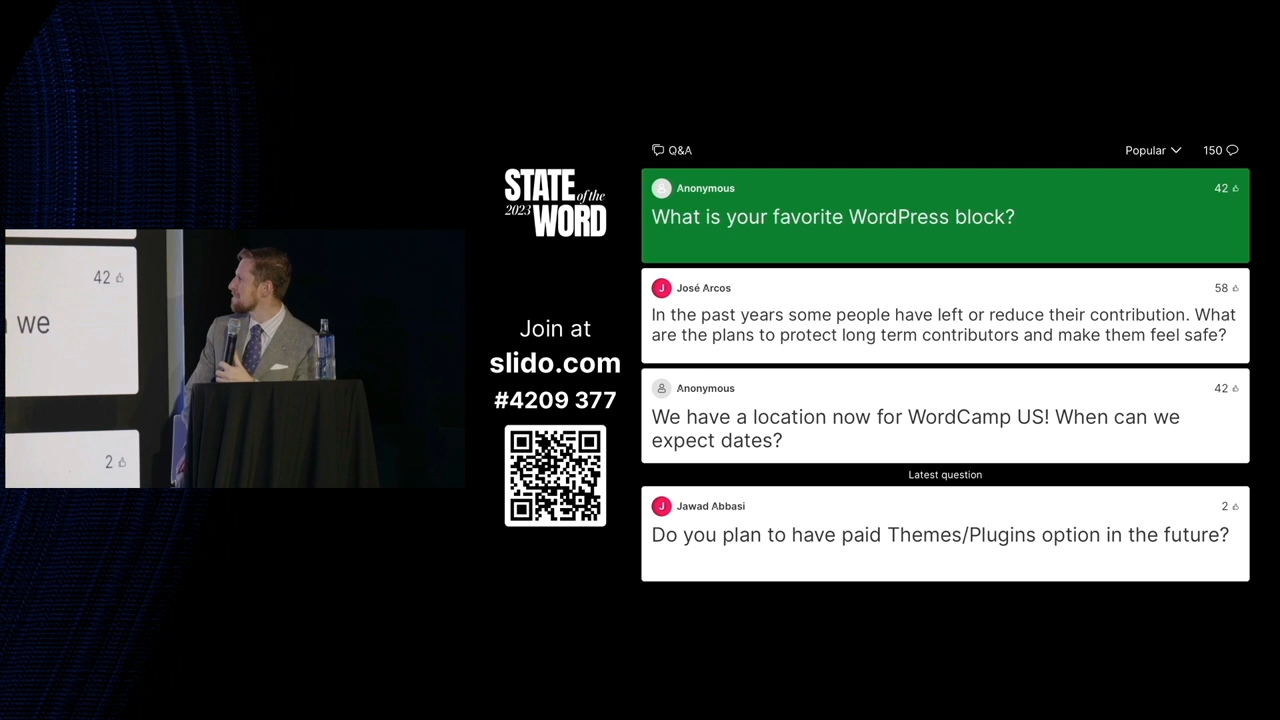 Q&A
Popular
150
STATE of the
2023 WORD
Join at
slido.com
#4209 377
Anonymous
42
What is your favorite WordPress block?
José Arcos
58
In the past years some people have left or reduce their contribution. What
are the plans to protect long term contributors and make them feel safe?
Anonymous
42
We have a location now for WordCamp US! When can we
expect dates?
Latest question
J
Jawad Abbasi
2
Do you plan to have paid Themes/Plugins option in the future?
42
we
2